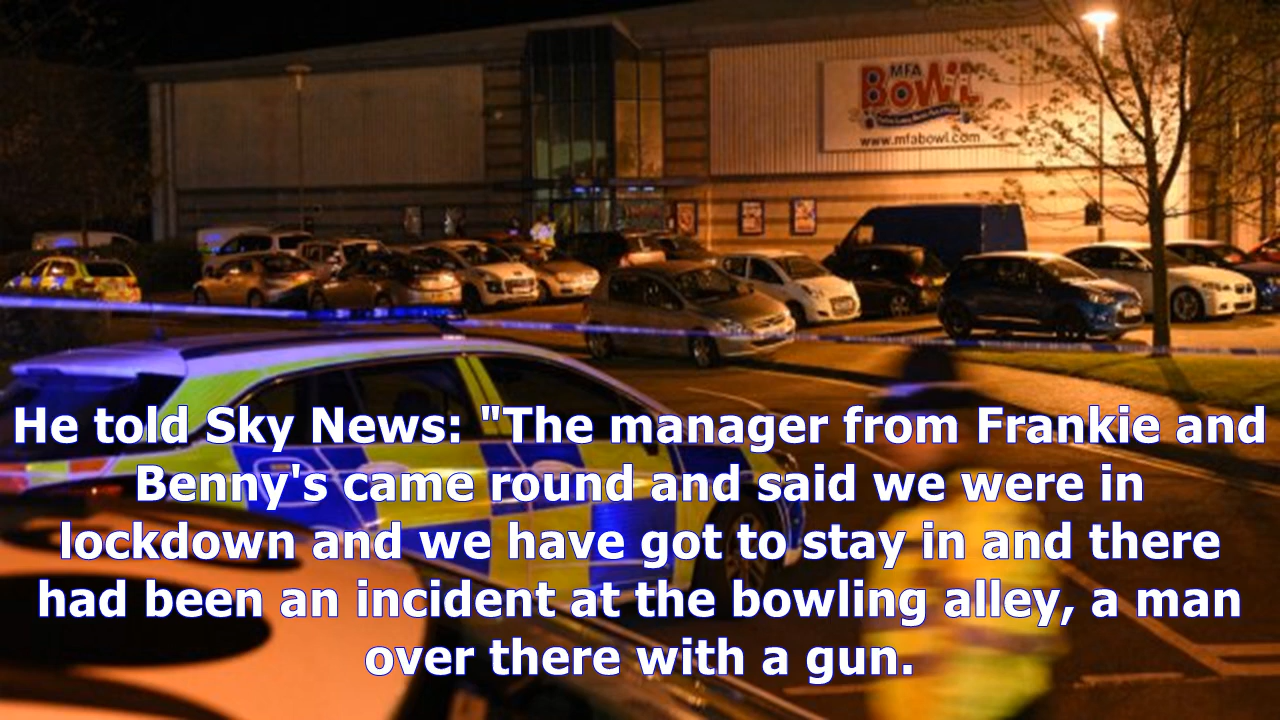 MFA
BOWL
www.mfabowl.com
He told Sky News: "The manager from Frankie and
Benny's came round and said we were in
lockdown and we have got to stay in and there
had been an incident at the bowling alley, a man
over there with a gun.